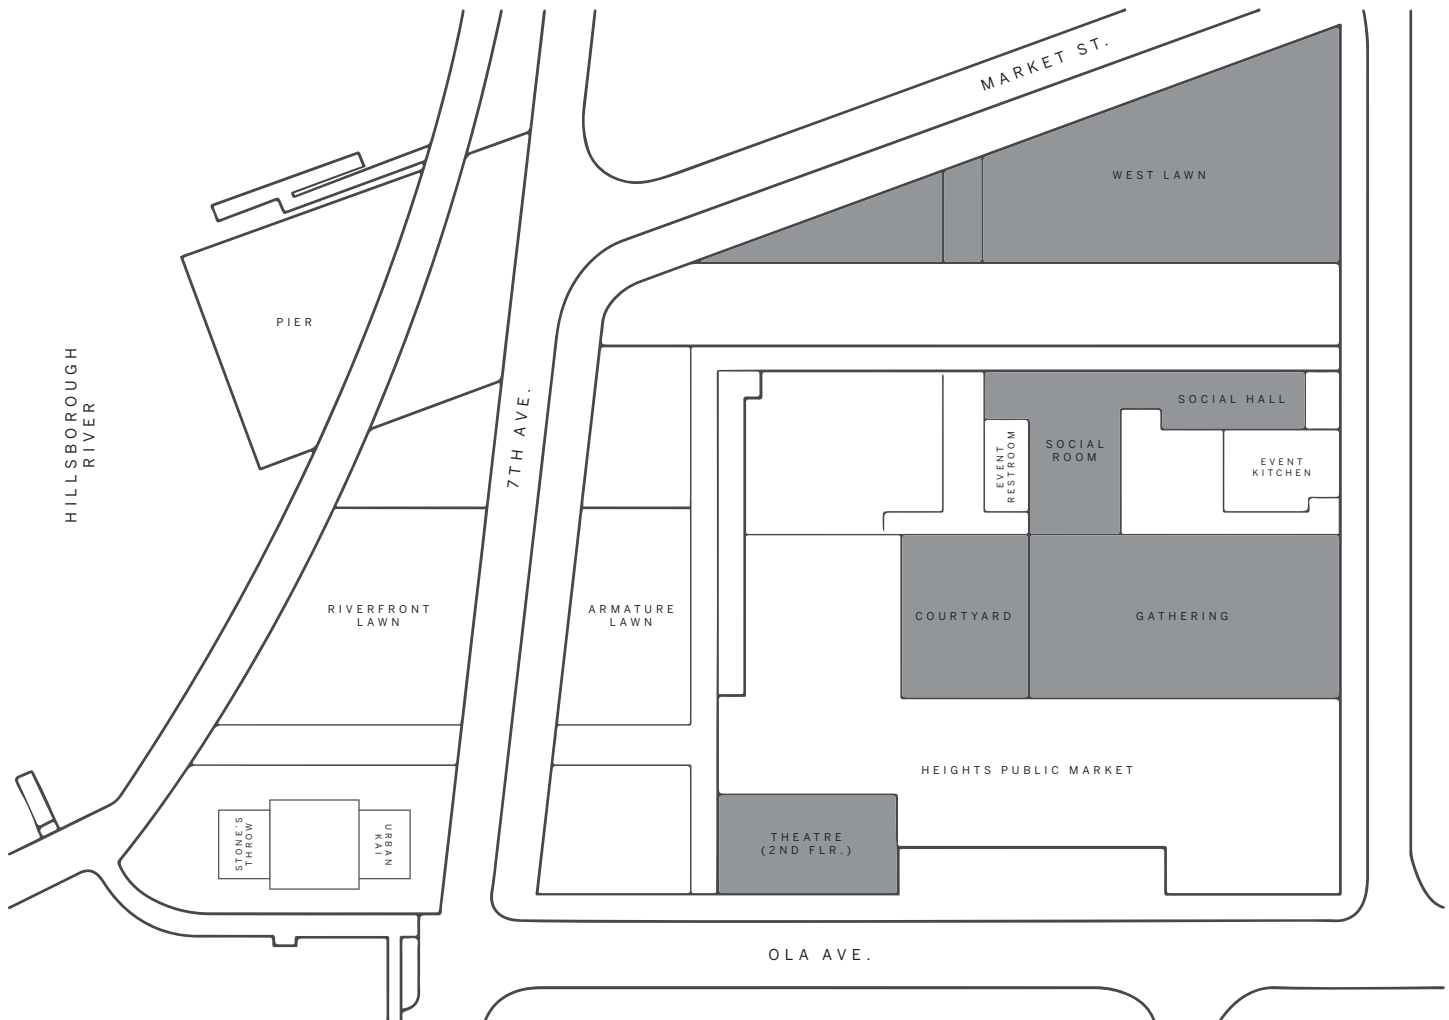 MARKET ST.
WEST LAWN
PIER
HILLSBOROUGH
RIVER
7TH AVE.
SOCIAL HALL
SOCIAL
ROOM
EVENT
RESTROOM
EVENT
KITCHEN
RIVERFRONT
LAWN
ARMATURE
LAWN
COURTYARD
GATHERING
HEIGHTS PUBLIC MARKET
STONE'S
THROW
URBAN
KAI
THEATRE
(2ND FLR.)
OLA AVE.